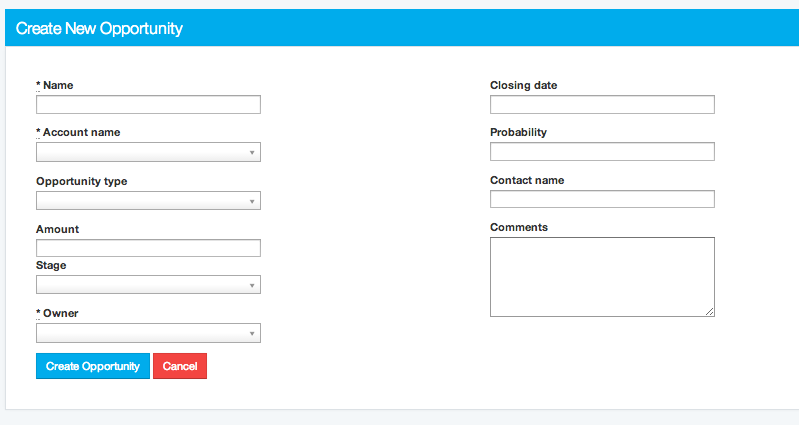 Create New Opportunity
* Name
* Account name
Opportunity type
Amount
Stage
* Owner
Create Opportunity Cancel
Closing date
Probability
Contact name
Comments